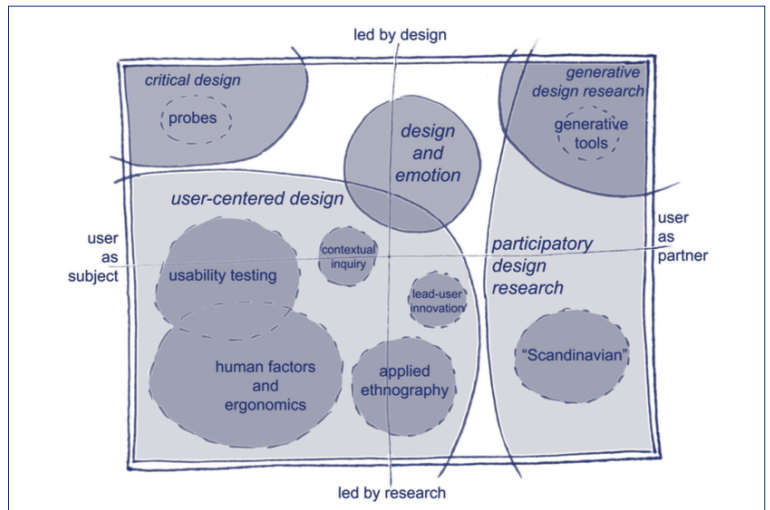 led by design
critical design
probes
generative
design research
generative
tools
design
and
emotion
user-centered design
user
as
subject
usability testing
contextual
inquiry
lead-user
innovation
participatory
design
research
user
as
partner
human factors
and
ergonomics
applied
ethnography
“Scandinavian”
led by research